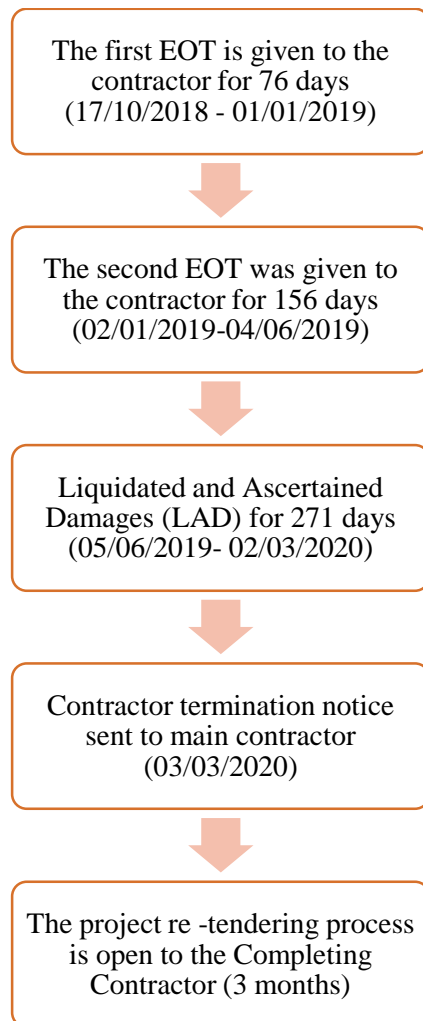 The first EOT is given to the
contractor for 76 days
(17/10/2018 - 01/01/2019)
The second EOT was given to
the contractor for 156 days
(02/01/2019-04/06/2019)
Liquidated and Ascertained
Damages (LAD) for 271 days
(05/06/2019- 02/03/2020)
Contractor termination notice
sent to main contractor
(03/03/2020)
The project re -tendering process
is open to the Completing
Contractor (3 months)